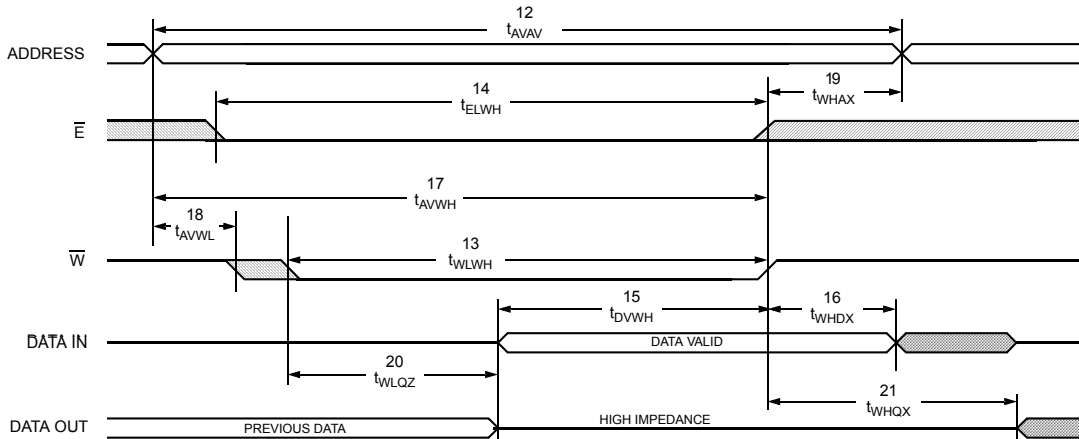 12
tAVAV
ADDRESS
14
tELWH
19
tWHAX
E
17
tAVWH
18
tAVWL
W
13
tWLWH
15
tDVWH
16
tWHDX
DATA IN
DATA VALID
20
tWLQZ
21
tWHQX
DATA OUT
PREVIOUS DATA
HIGH IMPEDANCE